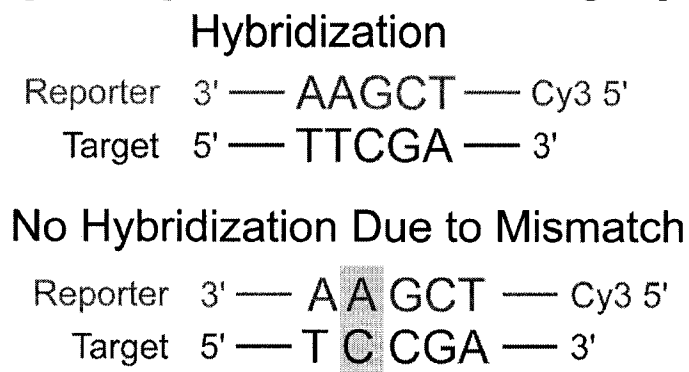 Hybridization
Reporter 3' — AAGCT — Cy3 5'
Target 5' — TTCGA — 3'
No Hybridization Due to Mismatch
Reporter 3' — A A GCT — Cy3 5'
Target 5' — T C CGA — 3'